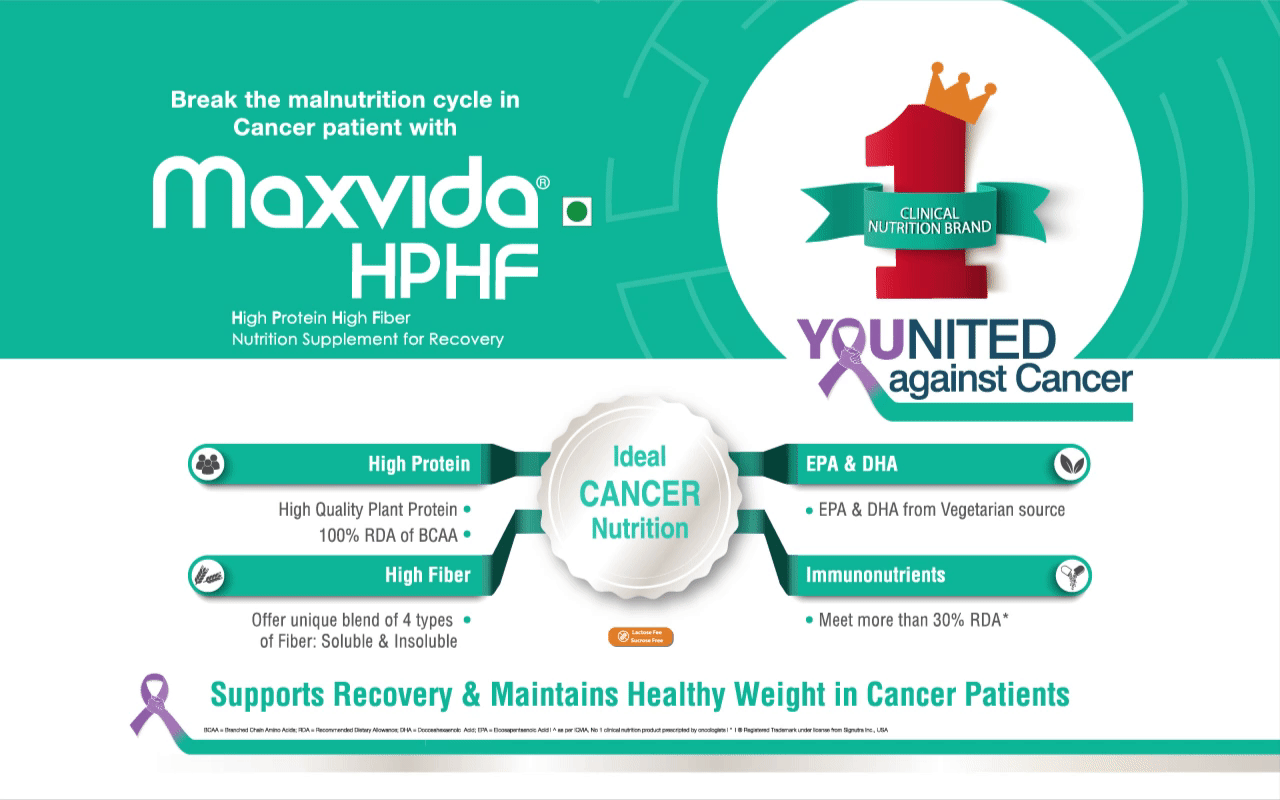 Break the malnutrition cycle in
Cancer patient with
Maxvida®
HPHF
High Protein High Fiber
Nutrition Supplement for Recovery
1
CLINICAL
NUTRITION BRAND
YOUNITED
against Cancer
Ideal
CANCER
Nutrition
High Protein
High Quality Plant Protein •
100% RDA of BCAA •
High Fiber
Offer unique blend of 4 types •
of Fiber: Soluble & Insoluble
EPA & DHA
• EPA & DHA from Vegetarian source
Immunonutrients
• Meet more than 30% RDA*
Lactose Fee
Sucrose Free
Supports Recovery & Maintains Healthy Weight in Cancer Patients
BCAA = Branched Chain Amino Acids; RDA = Recommended Dietary Allowance; DHA = Docosahexaenoic Acid; EPA = Eicosapentaenoic Acid I ^ as per IQVIA, No 1 clinical nutrition product prescripted by oncologists I * I ® Registered Trademark under license from Signutra Inc., USA